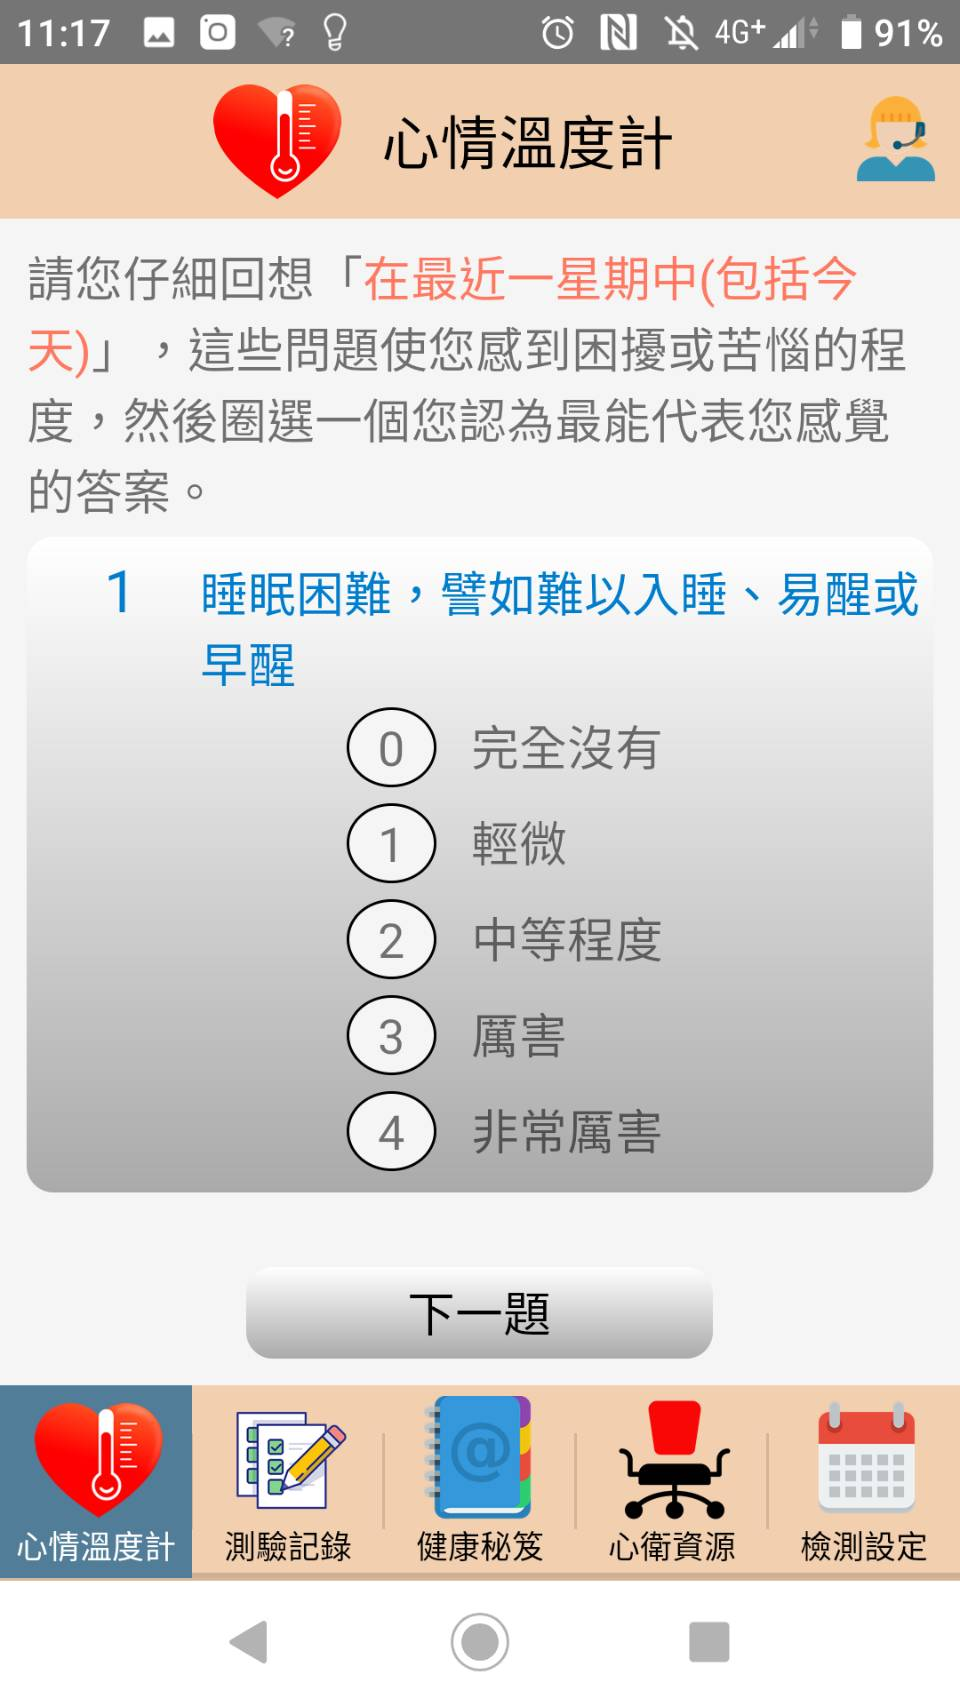 11:17
4G+
91%
心情溫度計
請您仔細回想「在最近一星期中(包括今
天)」，這些問題使您感到困擾或苦惱的程
度，然後圈選一個您認為最能代表您感覺
的答案。
1 睡眠困難，譬如難以入睡、易醒或
早醒
0 完全沒有
1 輕微
2 中等程度
3 厲害
4 非常厲害
下一題
心情溫度計 測驗記錄 健康秘笈 心衛資源 檢測設定